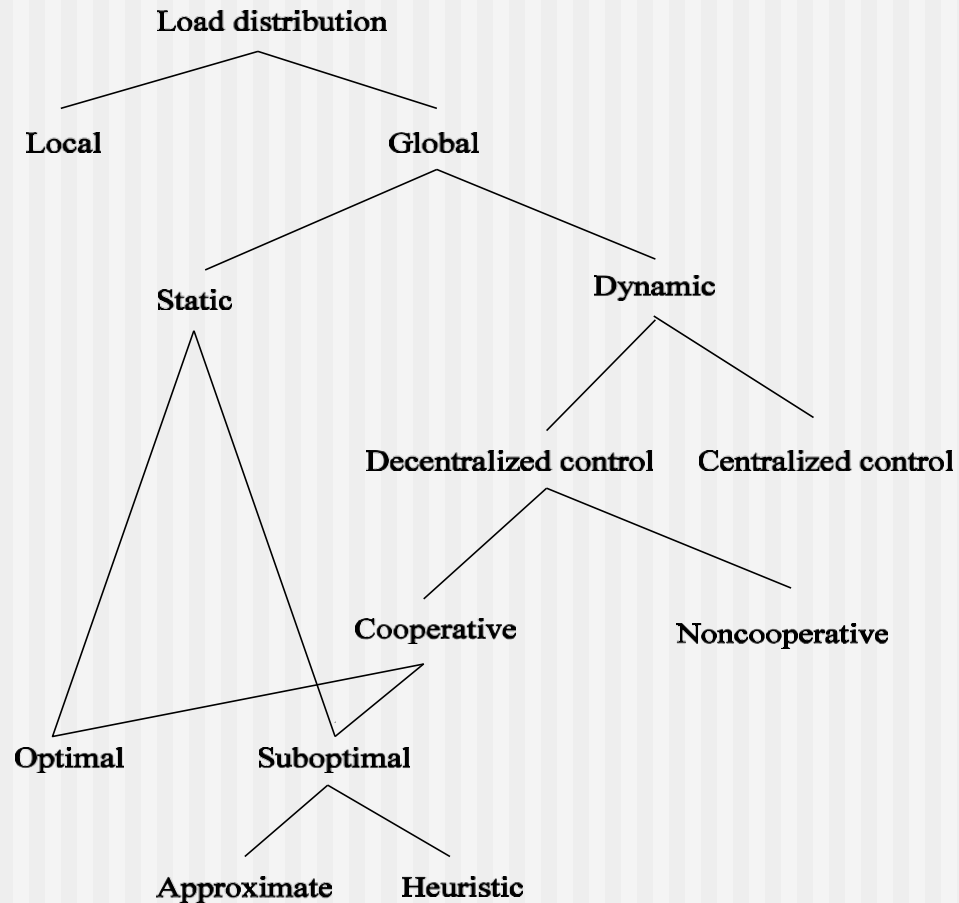 Load distribution
Local
Global
Static
Dynamic
Decentralized control
Centralized control
Cooperative
Noncooperative
Optimal
Suboptimal
Approximate
Heuristic